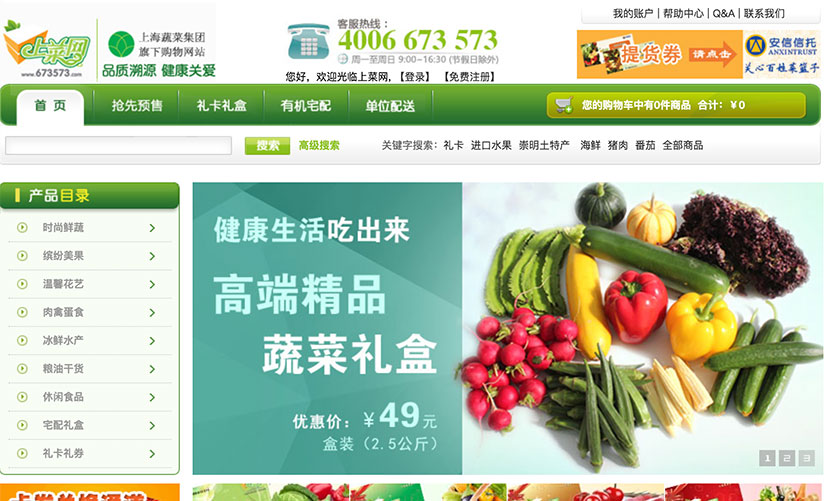 上菜网
www.673573.com
上海蔬菜集团
旗下购物网站
品质溯源 健康关爱
客服热线：
4006 673 573
周一至周日 9:00~16:30 (节假日除外)
您好，欢迎光临上菜网,【登录】 【免费注册】
我的账户 | 帮助中心 | Q&A | 联系我们
提货券 请点击
安信信托
ANXINTRUST
关心百姓菜篮子
首 页
抢先预售
礼卡礼盒
有机宅配
单位配送
您的购物车中有0件商品 合计：￥0
搜索
高级搜索
关键字搜索： 礼卡 进口水果 崇明土特产 海鲜 猪肉 番茄 全部商品
产品目录
时尚鲜蔬
缤纷美果
温馨花艺
肉禽蛋食
冰鲜水产
粮油干货
休闲食品
宅配礼盒
礼卡礼券
健康生活吃出来
高端精品
蔬菜礼盒
优惠价：￥49元
盒装（2.5公斤）
1 2 3